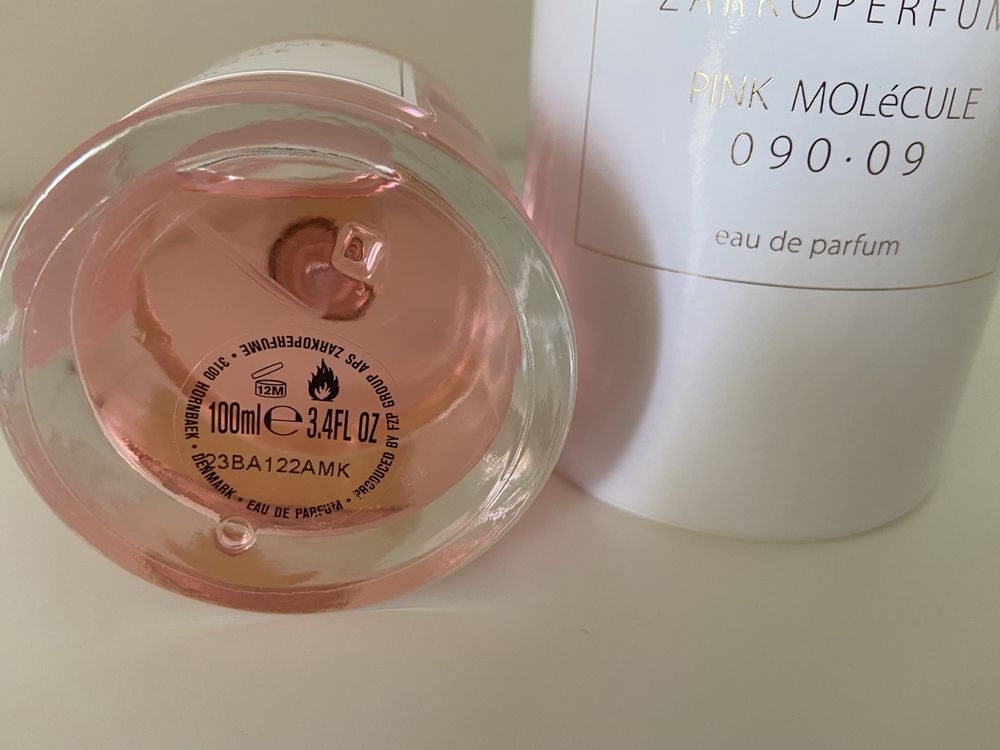 ZARKOPERFUM
PINK MOLéCULE
090·09
eau de parfum
PRODUCED BY FZP GROUP APS ZARKOPERFUME • 3100 HORNBAEK • DENMARK • EAU DE PARFUM •
12M
100ml e 3.4FL OZ
23BA122AMK